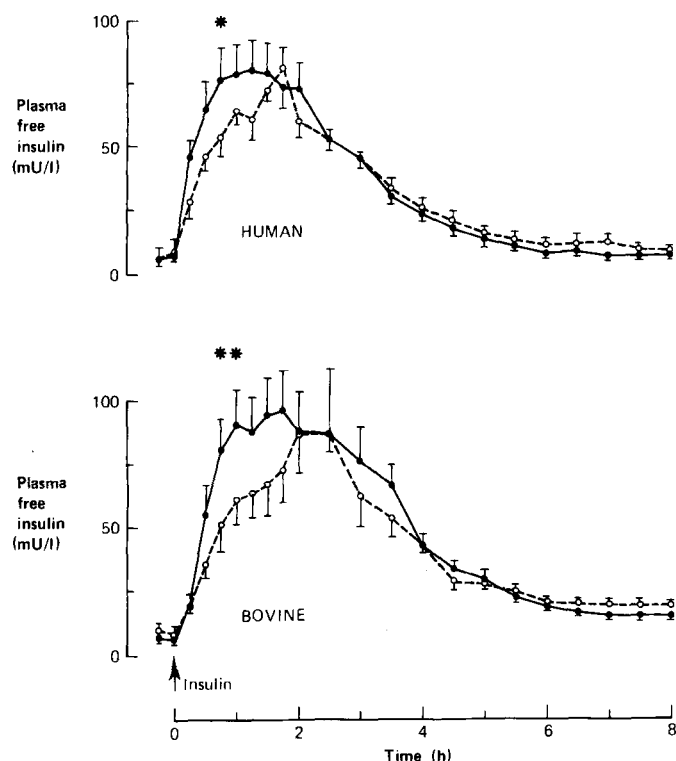 *
100
Plasma
free
insulin
(mU/l)
50
0
HUMAN
**
100
Plasma
free
insulin
(mU/l)
50
0
BOVINE
Insulin
0 2 4 6 8
Time (h)